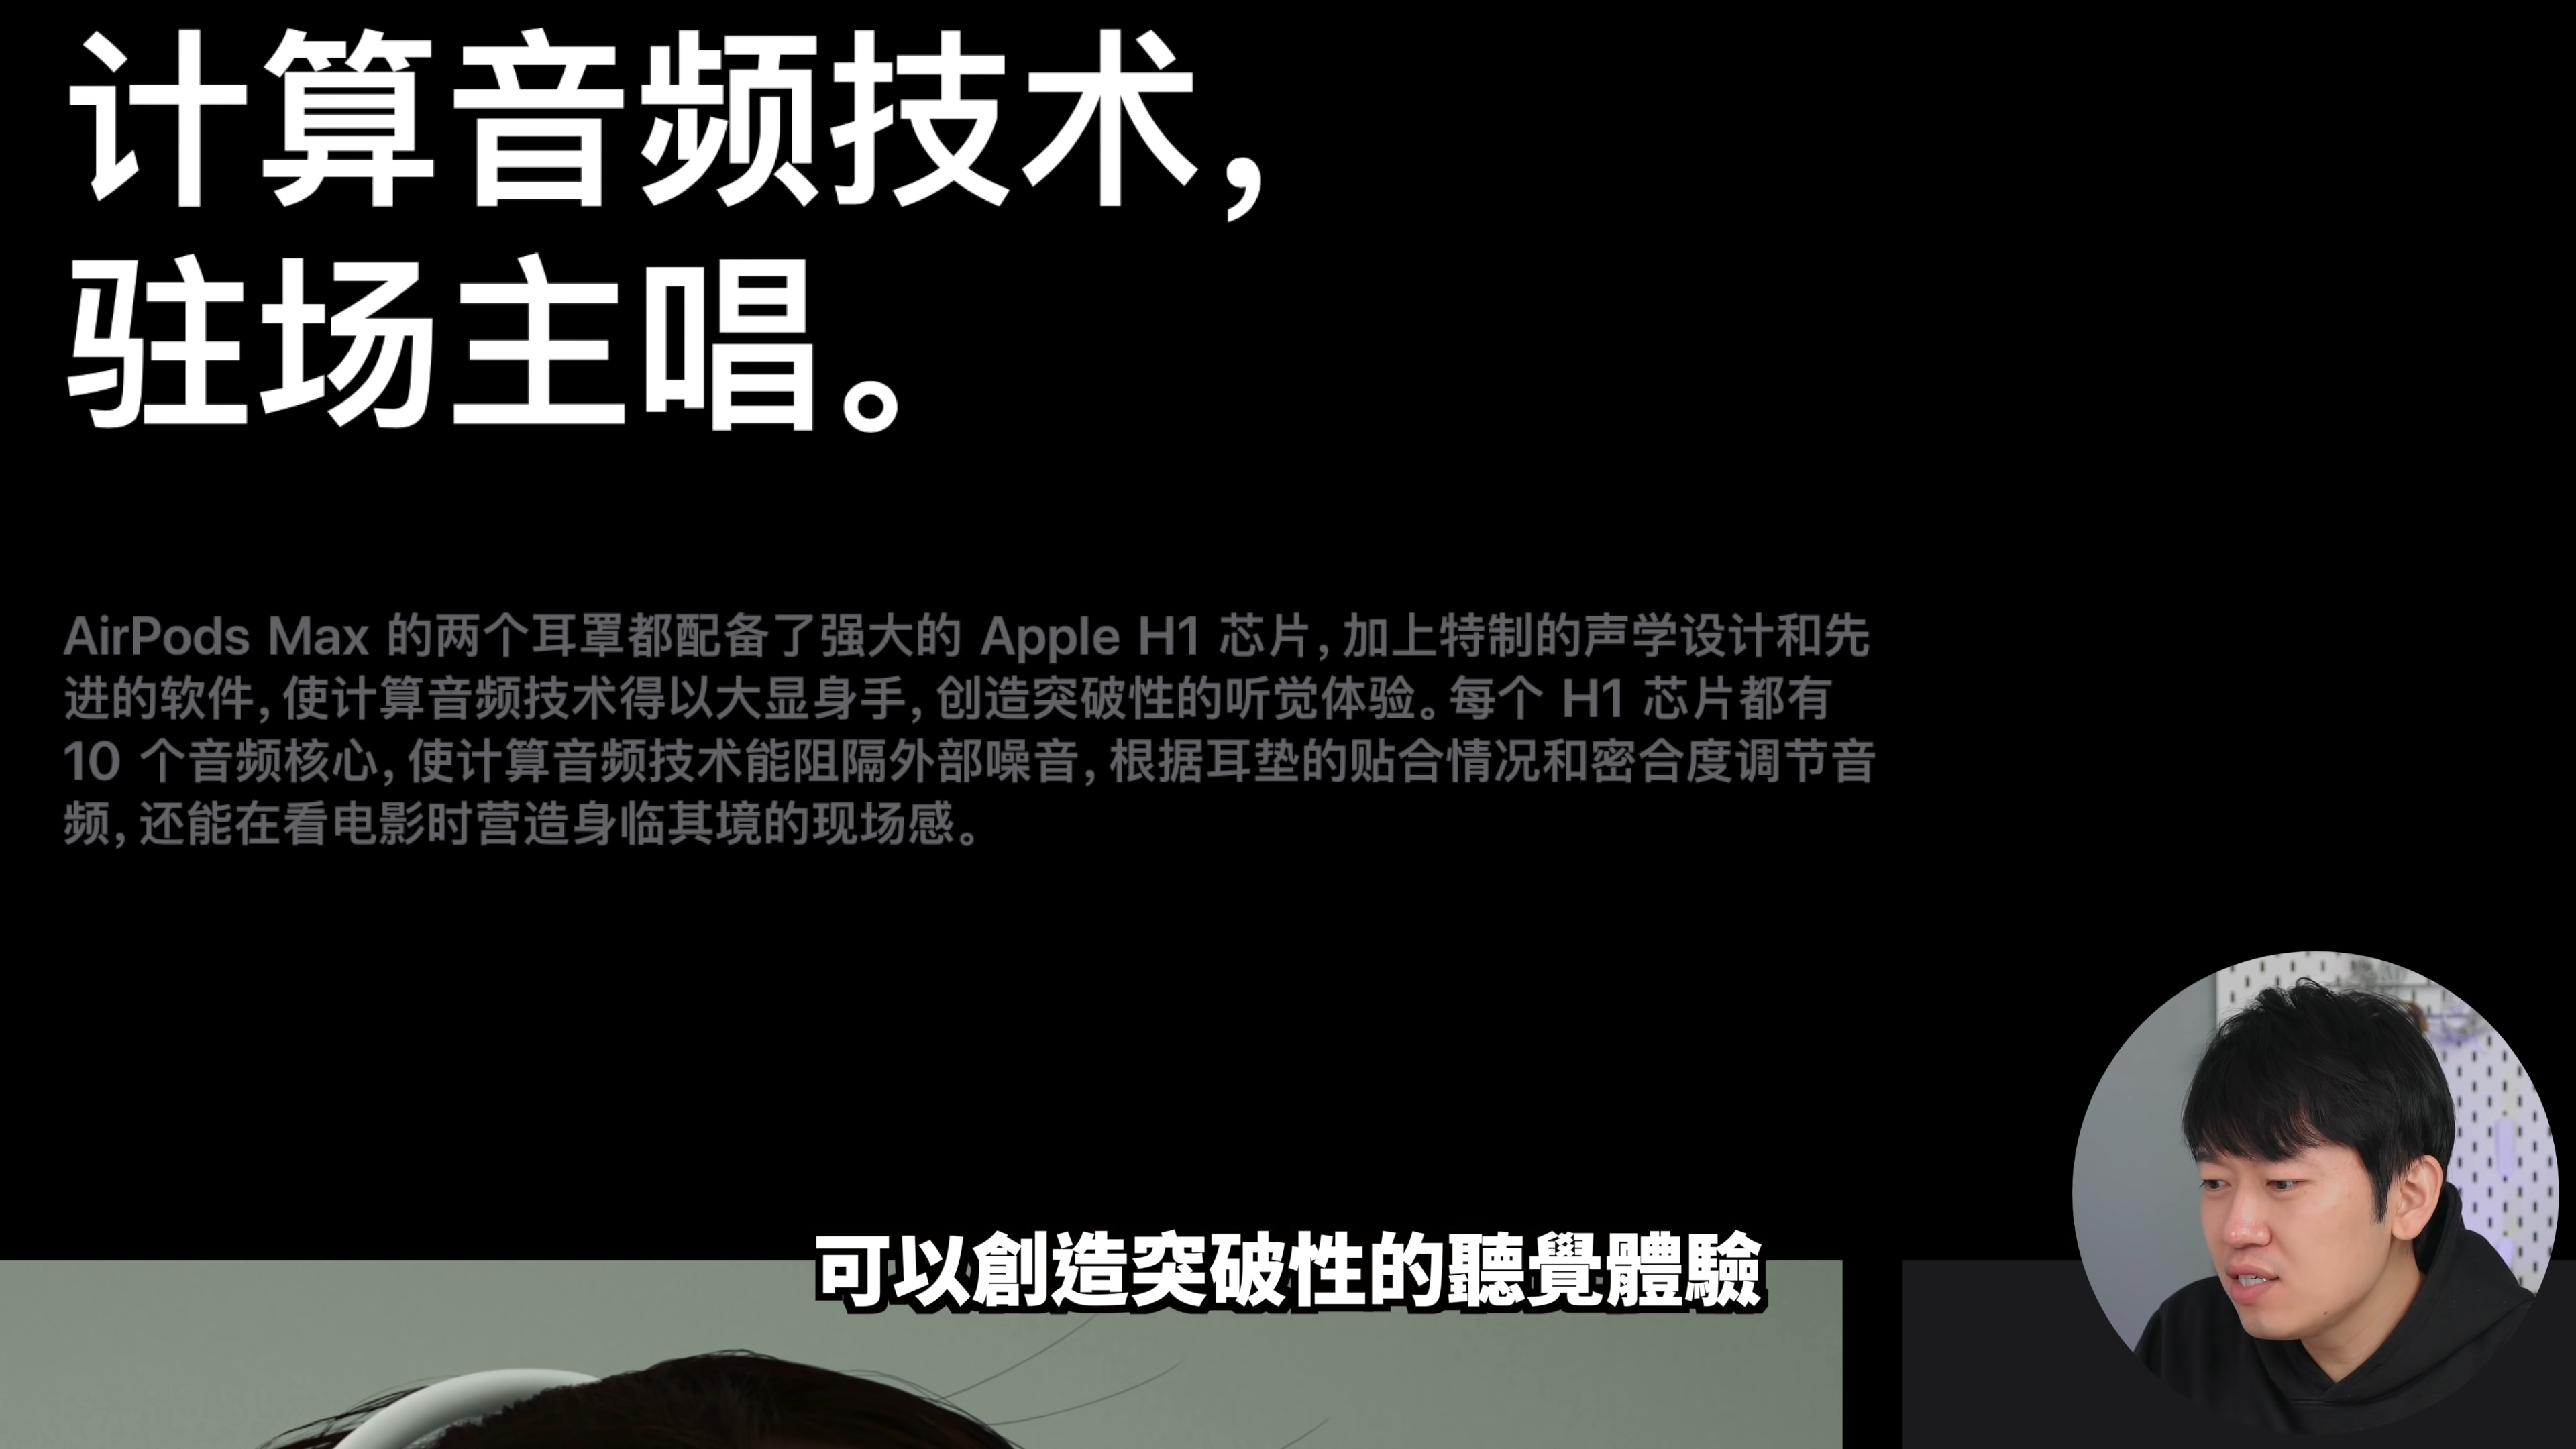 计算音频技术，
驻场主唱。
AirPods Max 的两个耳罩都配备了强大的 Apple H1 芯片，加上特制的声学设计和先
进的软件，使计算音频技术得以大显身手，创造突破性的听觉体验。每个 H1 芯片都有
10 个音频核心，使计算音频技术能阻隔外部噪音，根据耳垫的贴合情况和密合度调节音
频，还能在看电影时营造身临其境的现场感。
可以創造突破性的聽覺體驗